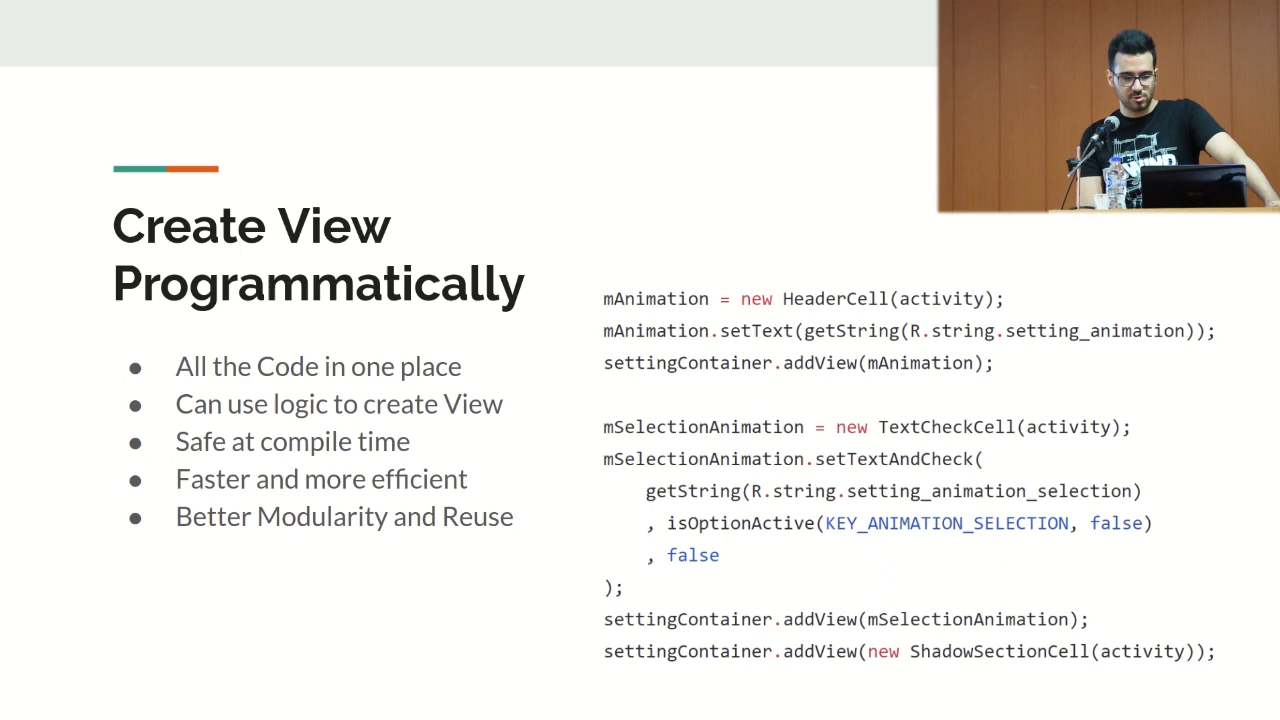 Create View
Programmatically
● All the Code in one place
● Can use logic to create View
● Safe at compile time
● Faster and more efficient
● Better Modularity and Reuse
mAnimation = new HeaderCell(activity);
mAnimation.setText(getString(R.string.setting_animation));
settingContainer.addView(mAnimation);
mSelectionAnimation = new TextCheckCell(activity);
mSelectionAnimation.setTextAndCheck(
getString(R.string.setting_animation_selection)
, isOptionActive(KEY_ANIMATION_SELECTION, false)
, false
);
settingContainer.addView(mSelectionAnimation);
settingContainer.addView(new ShadowSectionCell(activity));